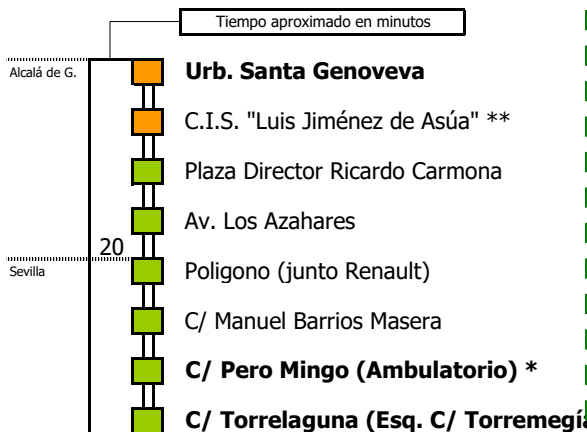 Tiempo aproximado en minutos
Alcalá de G.
Urb. Santa Genoveva
C.I.S. "Luis Jiménez de Asúa" **
Plaza Director Ricardo Carmona
Av. Los Azahares
20
Sevilla
Poligono (junto Renault)
C/ Manuel Barrios Masera
C/ Pero Mingo (Ambulatorio) *
C/ Torrelaguna (Esq. C/